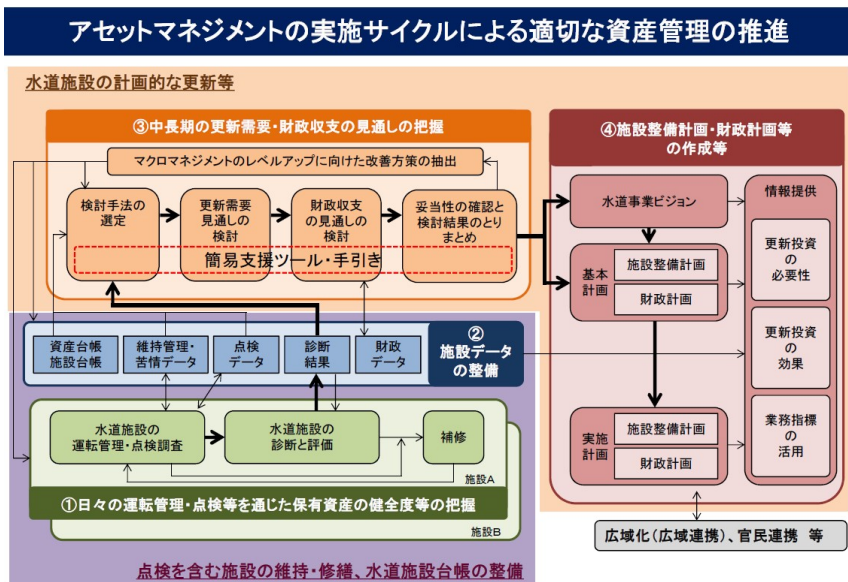 アセットマネジメントの実施サイクルによる適切な資産管理の推進
水道施設の計画的な更新等
③中長期の更新需要・財政収支の見通しの把握
マクロマネジメントのレベルアップに向けた改善方策の抽出
検討手法の
選定
更新需要
見通しの
検討
財政収支
の見通しの
検討
妥当性の確認と
検討結果のとり
まとめ
簡易支援ツール・手引き
④施設整備計画・財政計画等
の作成等
水道事業ビジョン
基本
計画
施設整備計画
財政計画
実施
計画
施設整備計画
財政計画
情報提供
更新投資
の
必要性
更新投資
の
効果
業務指標
の
活用
広域化(広域連携)、官民連携 等
資産台帳
施設台帳
維持管理・
苦情データ
点検
データ
診断
結果
財政
データ
②
施設データ
の整備
水道施設の
運転管理・点検調査
水道施設の
診断と評価
補修
施設A
①日々の運転管理・点検等を通じた保有資産の健全度等の把握
施設B
点検を含む施設の維持・修繕、水道施設台帳の整備